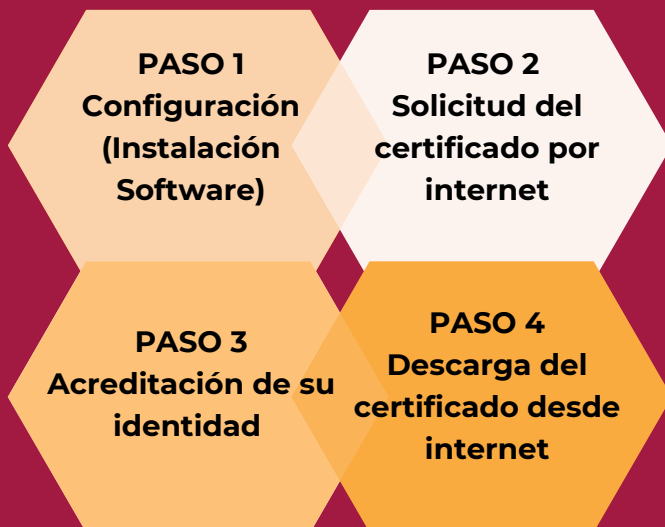 PASO 1
Configuración
(Instalación
Software)
PASO 2
Solicitud del
certificado por
internet
PASO 3
Acreditación de su
identidad
PASO 4
Descarga del
certificado desde
internet